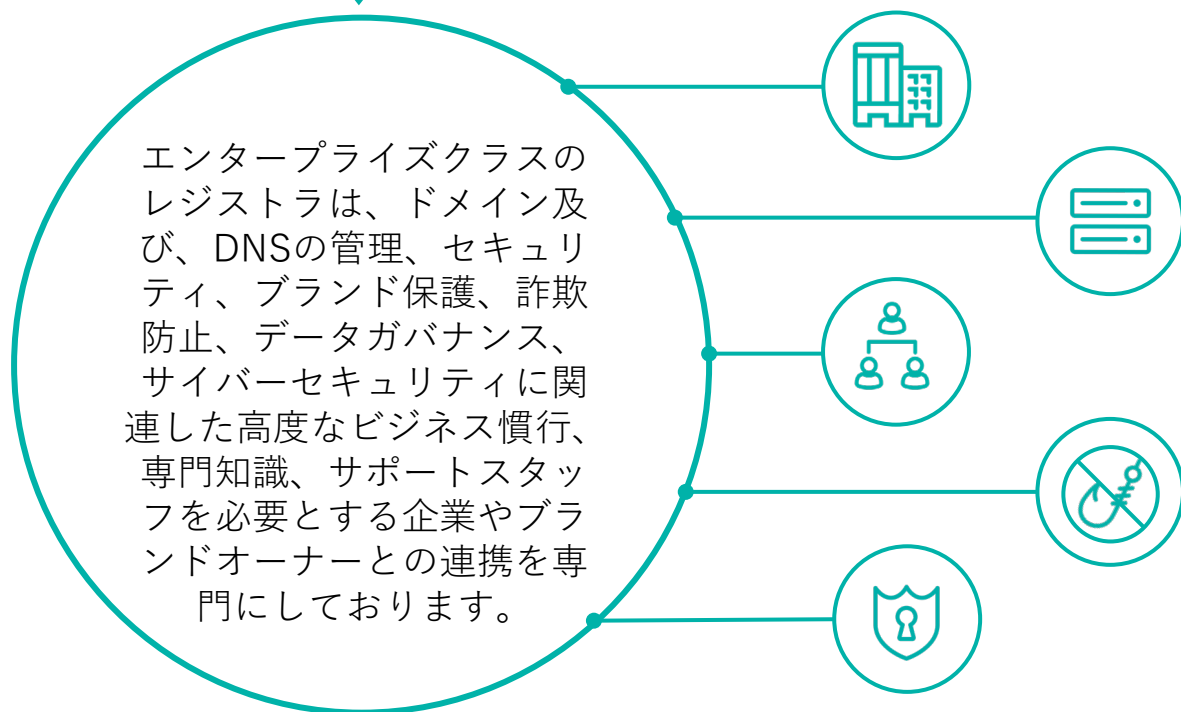 エンタープライズクラスの
レジストラは、ドメイン及
び、DNSの管理、セキュリ
ティ、ブランド保護、詐欺
防止、データガバナンス、
サイバーセキュリティに関
連した高度なビジネス慣行、
専門知識、サポートスタッ
フを必要とする企業やブラ
ンドオーナーとの連携を専
門にしております。